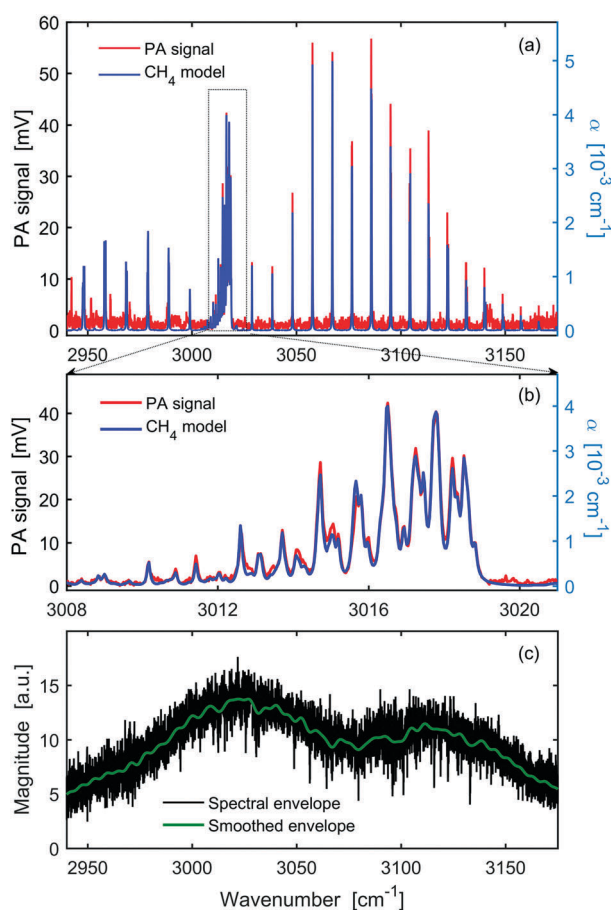 (a)
PA signal
CH4 model
60
50
40
30
20
10
0
PA signal [mV]
5
4
3
2
1
0
α [10-3 cm-1]
2950 3000 3050 3100 3150
(b)
PA signal
CH4 model
40
30
20
10
0
PA signal [mV]
4
3
2
1
0
α [10-3 cm-1]
3008 3012 3016 3020
(c)
15
10
5
0
Magnitude [a.u.]
Spectral envelope
Smoothed envelope
2950 3000 3050 3100 3150
Wavenumber [cm-1]